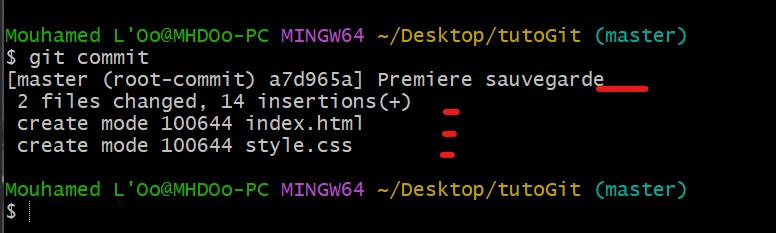 Mouhamed L'Oo@MHDOo-PC MINGW64 ~/Desktop/tutoGit (master)
$ git commit
[master (root-commit) a7d965a] Premiere sauvegarde
2 files changed, 14 insertions(+)
create mode 100644 index.html
create mode 100644 style.css
Mouhamed L'Oo@MHDOo-PC MINGW64 ~/Desktop/tutoGit (master)
$